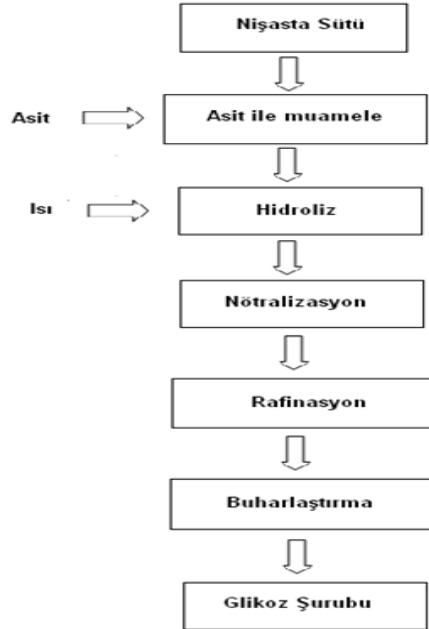 Nişasta Sütü
Asit
Asit ile muamele
Isı
Hidroliz
Nötralizasyon
Rafinasyon
Buharlaştırma
Glikoz Şurubu